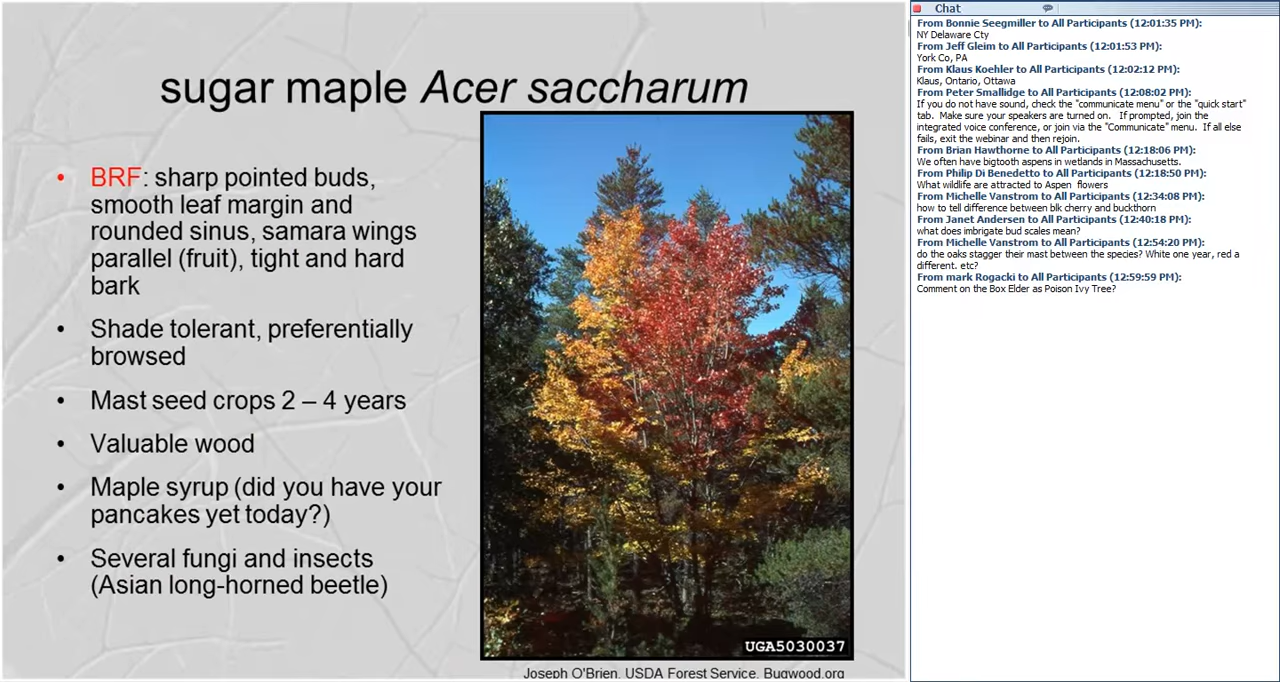 sugar maple Acer saccharum
• BRF: sharp pointed buds,
smooth leaf margin and
rounded sinus, samara wings
parallel (fruit), tight and hard
bark
• Shade tolerant, preferentially
browsed
• Mast seed crops 2 – 4 years
• Valuable wood
• Maple syrup (did you have your
pancakes yet today?)
• Several fungi and insects
(Asian long-horned beetle)
UGA5030037
Joseph O'Brien, USDA Forest Service, Bugwood.org
Chat
From Bonnie Seegmiller to All Participants (12:01:35 PM):
NY Delaware Cty
From Jeff Gleim to All Participants (12:01:53 PM):
York Co, PA
From Klaus Koehler to All Participants (12:02:12 PM):
Klaus, Ontario, Ottawa
From Peter Smallidge to All Participants (12:08:02 PM):
If you do not have sound, check the "communicate menu" or the "quick start"
tab. Make sure your speakers are turned on. If prompted, join the
integrated voice conference, or join via the "Communicate" menu. If all else
fails, exit the webinar and then rejoin.
From Brian Hawthorne to All Participants (12:18:06 PM):
We often have bigtooth aspens in wetlands in Massachusetts.
From Philip Di Benedetto to All Participants (12:18:50 PM):
What wildlife are attracted to Aspen flowers
From Michelle Vanstrom to All Participants (12:34:08 PM):
how to tell difference between blk cherry and buckthorn
From Janet Andersen to All Participants (12:40:18 PM):
what does imbrigate bud scales mean?
From Michelle Vanstrom to All Participants (12:54:20 PM):
do the oaks stagger their mast between the species? White one year, red a
different. etc?
From mark Rogacki to All Participants (12:59:59 PM):
Comment on the Box Elder as Poison Ivy Tree?